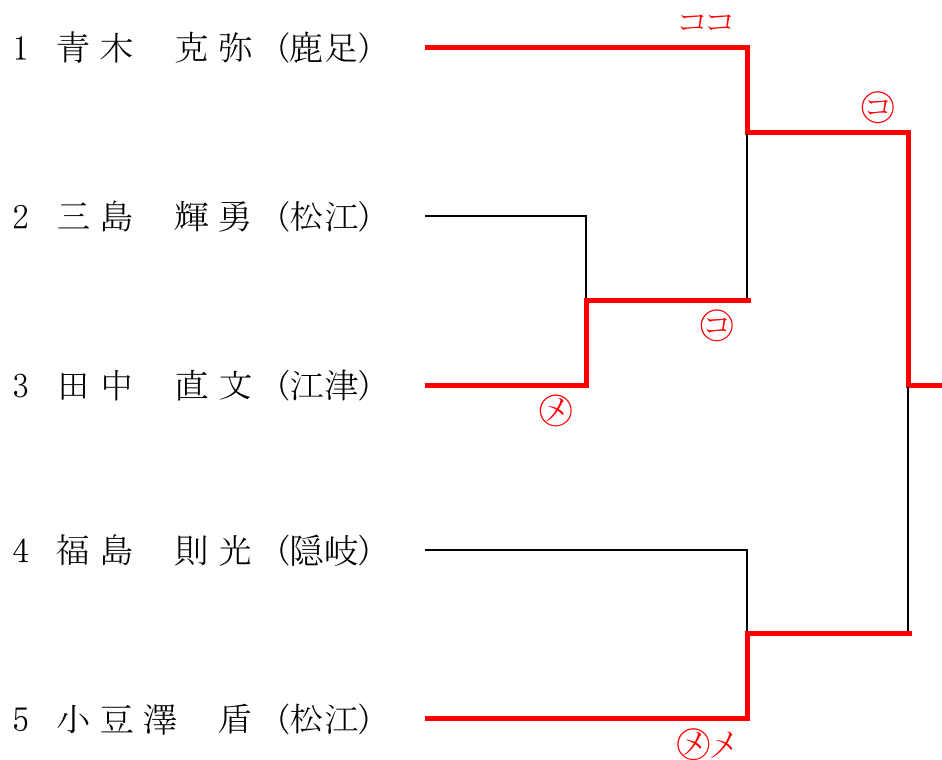 ココ
1 青木 克弥 (鹿足)
㋙
2 三島 輝勇 (松江)
㋙
3 田中 直文 (江津)
㋱
4 福島 則光 (隠岐)
5 小豆澤 盾 (松江)
㋱メ